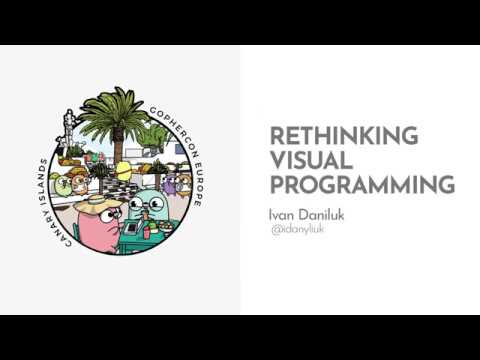 CANARY ISLANDS
GOPHERCON EUROPE
RETHINKING
VISUAL
PROGRAMMING
Ivan Daniluk
@idanyliuk